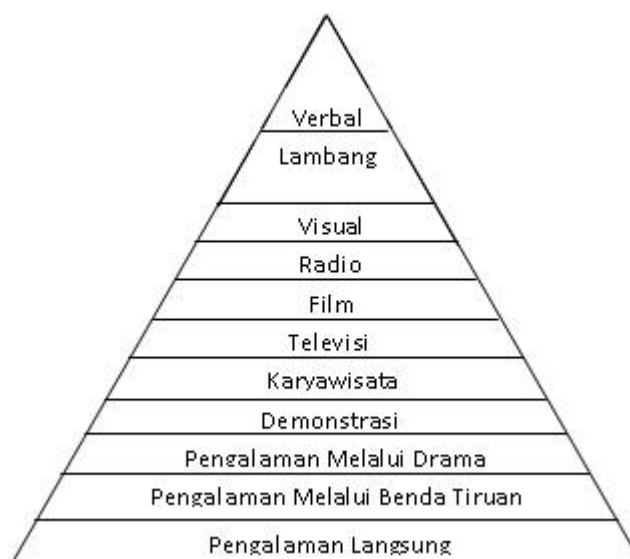 Verbal
Lambang
Visual
Radio
Film
Televisi
Karyawisata
Demonstrasi
Pengalaman Melalui Drama
Pengalaman Melalui Benda Tiruan
Pengalaman Langsung